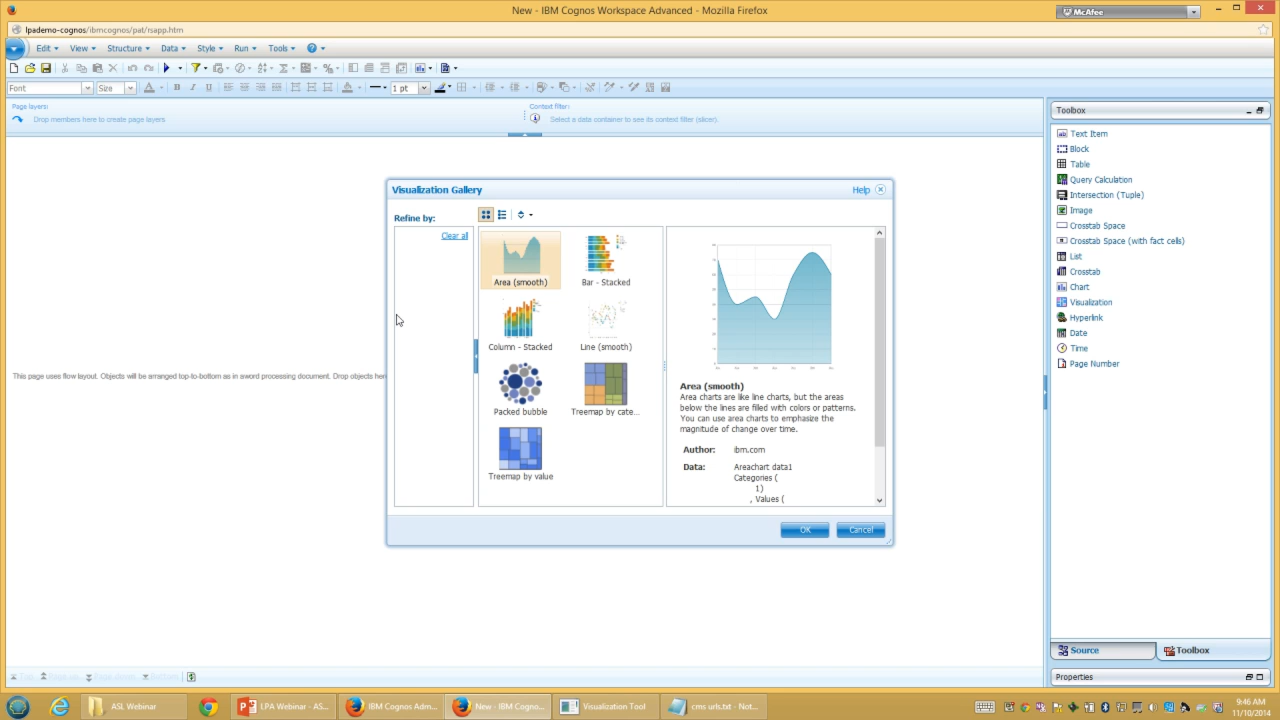 New - IBM Cognos Workspace Advanced - Mozilla Firefox
McAfee
lpademo-cognos/ibmcognos/pat/rsapp.htm
Edit View Structure Data Style Run Tools
Font Size 1 pt
Page layers:
Drop members here to create page layers
Context filter:
Select a data container to see its context filter (slicer).
Toolbox
Text Item
Block
Table
Query Calculation
Intersection (Tuple)
Image
Crosstab Space
Crosstab Space (with fact cells)
List
Crosstab
Chart
Visualization
Hyperlink
Date
Time
Page Number
This page uses flow layout. Objects will be arranged top-to-bottom as in aword processing document. Drop objects her
Visualization Gallery
Help
Refine by:
Clear all
Area (smooth)
Bar - Stacked
Column - Stacked
Line (smooth)
Packed bubble
Treemap by cate...
Treemap by value
Area (smooth)
Area charts are like line charts, but the areas
below the lines are filled with colors or patterns.
You can use area charts to emphasize the
magnitude of change over time.
Author: ibm.com
Data: Areachart data1
Categories (
1)
, Values (
OK
Cancel
Source
Toolbox
Properties
Top Page up Page down Bottom
ASL Webinar
LPA Webinar - AS...
IBM Cognos Adm...
New - IBM Cogno...
Visualization Tool
cms urls.txt - Not...
9:46 AM
11/10/2014